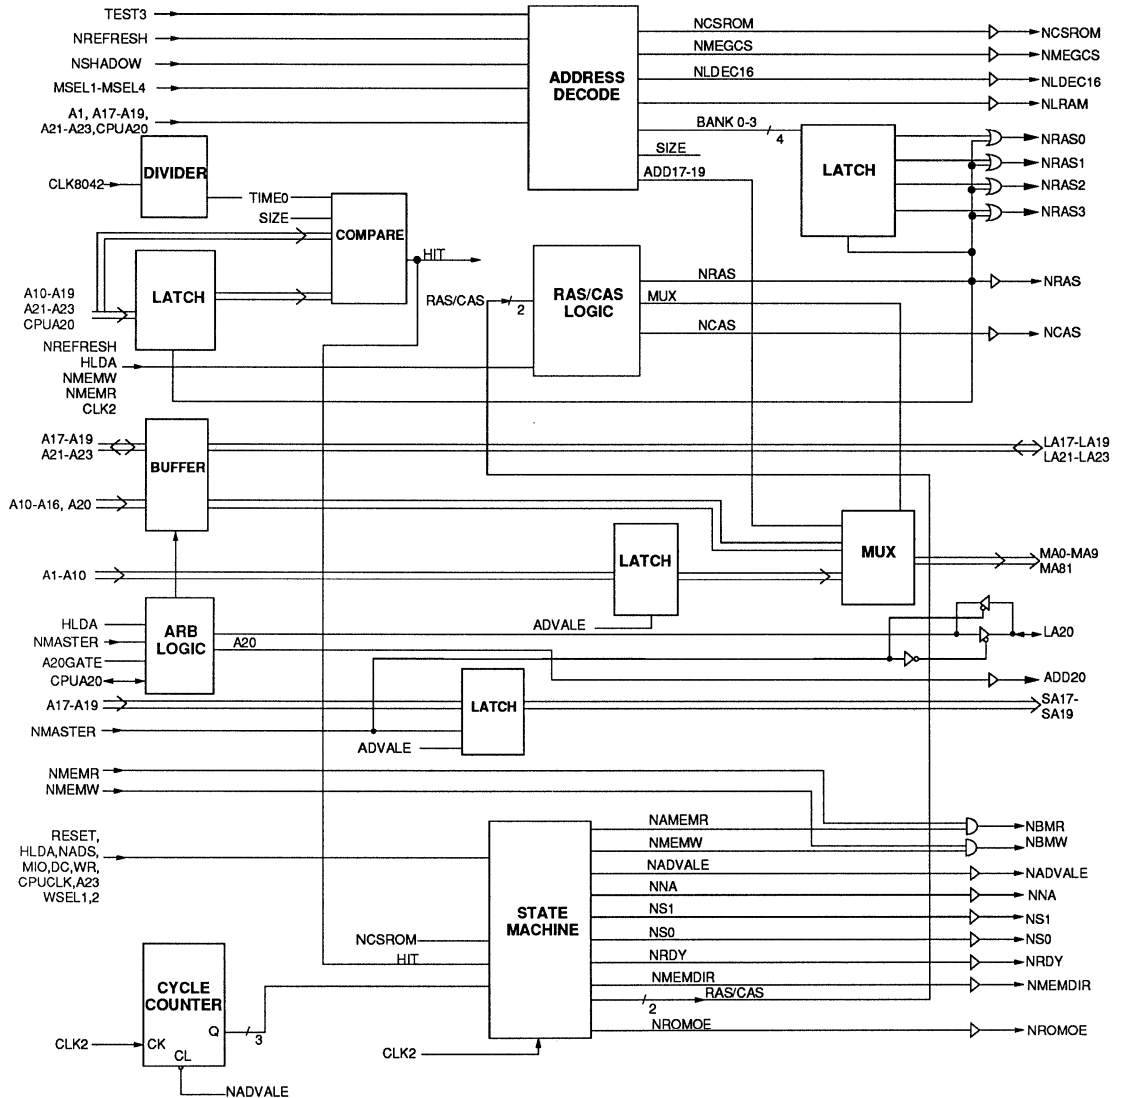 TEST3
NREFRESH
NSHADOW
MSEL1-MSEL4
A1, A17-A19,
A21-A23,CPUA20
ADDRESS
DECODE
NCSROM
NMEGCS
NLDEC16
BANK 0-3
4
SIZE
ADD17-19
NCSROM
NMEGCS
NLDEC16
NLRAM
LATCH
NRAS0
NRAS1
NRAS2
NRAS3
DIVIDER
CLK8042
TIME0
SIZE
COMPARE
HIT
A10-A19
A21-A23
CPUA20
LATCH
RAS/CAS
2
RAS/CAS
LOGIC
NRAS
MUX
NCAS
NRAS
NCAS
NREFRESH
HLDA
NMEMW
NMEMR
CLK2
A17-A19
A21-A23
BUFFER
LA17-LA19
LA21-LA23
A10-A16, A20
A1-A10
LATCH
ADVALE
MUX
MA0-MA9
MA81
HLDA
NMASTER
A20GATE
CPUA20
ARB
LOGIC
A20
LA20
ADD20
A17-A19
NMASTER
ADVALE
LATCH
SA17-
SA19
NMEMR
NMEMW
RESET,
HLDA,NADS,
MIO,DC,WR,
CPUCLK,A23
WSEL1,2
NCSROM
HIT
STATE
MACHINE
NAMEMR
NMEMW
NADVALE
NNA
NS1
NS0
NRDY
NMEMDIR
RAS/CAS
2
NROMOE
NBMR
NBMW
NADVALE
NNA
NS1
NS0
NRDY
NMEMDIR
NROMOE
CYCLE
COUNTER
Q
3
CLK2
CK
CL
NADVALE
CLK2